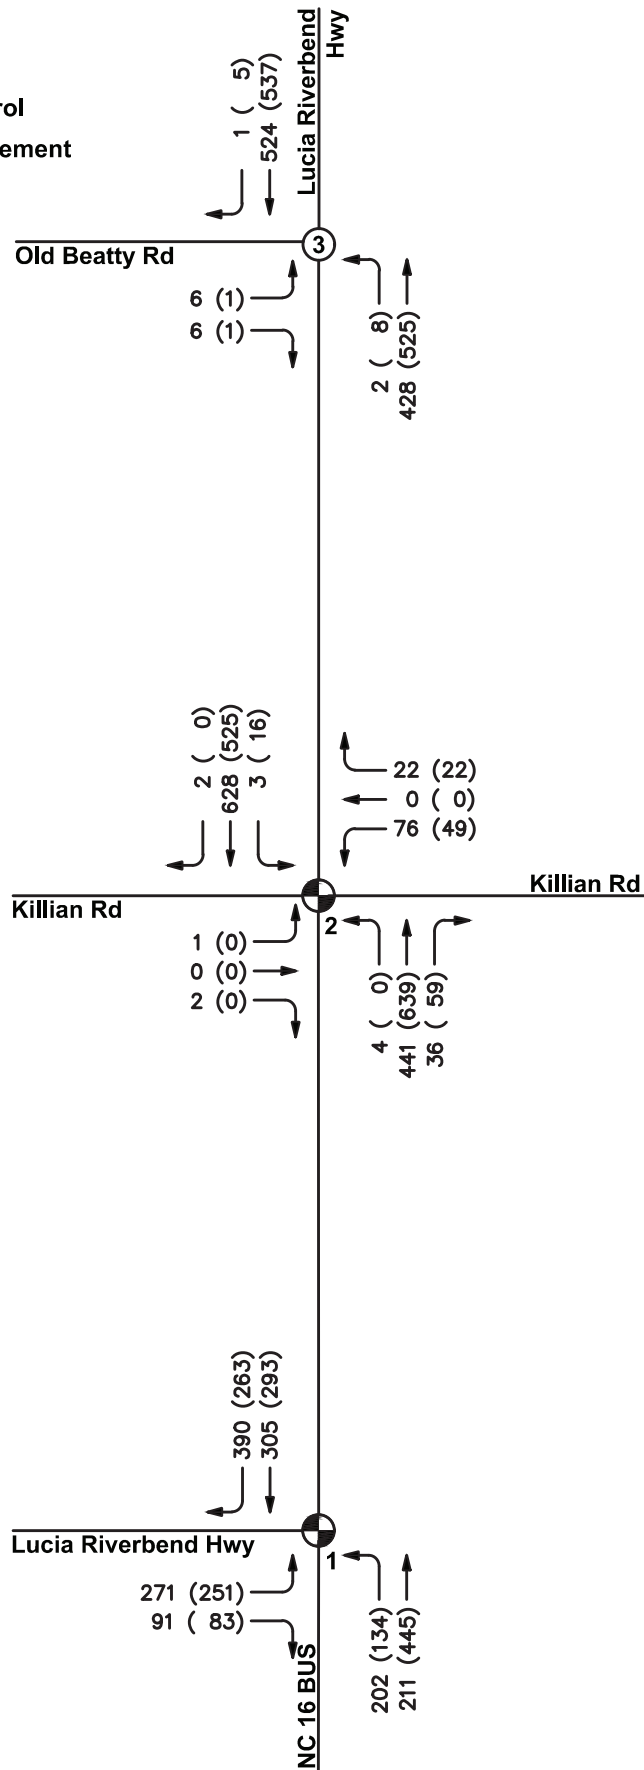 Lucia Riverbend
Hwy
rol
ement
1 ( 5)
524 (537)
3
Old Beatty Rd
6 (1)
6 (1)
2 ( 8)
428 (525)
2 ( 0)
628 (525)
3 ( 16)
22 (22)
0 ( 0)
76 (49)
Killian Rd
Killian Rd
2
1 (0)
0 (0)
2 (0)
4 ( 0)
441 (639)
36 ( 59)
390 (263)
305 (293)
Lucia Riverbend Hwy
1
271 (251)
91 ( 83)
202 (134)
211 (445)
NC 16 BUS